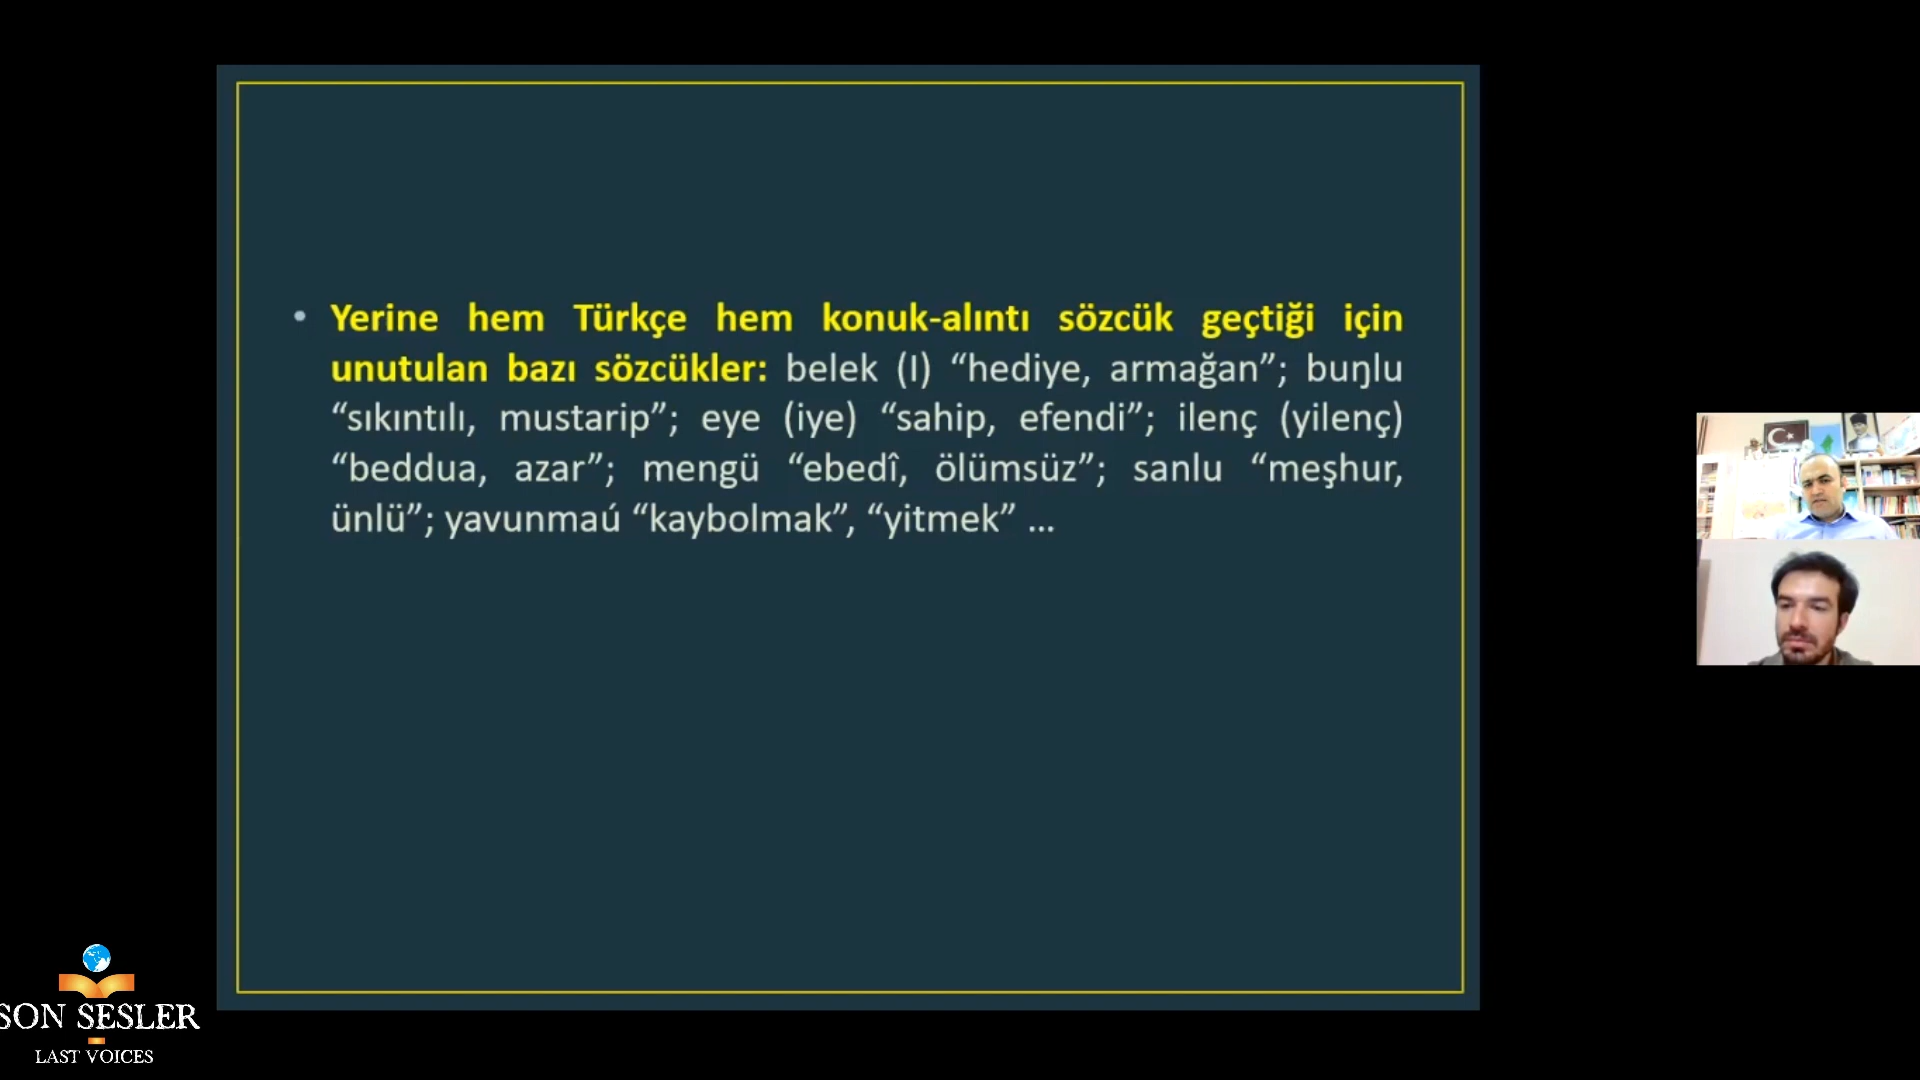 • Yerine hem Türkçe hem konuk-alıntı sözcük geçtiği için
unutulan bazı sözcükler: belek (I) “hediye, armağan”; buŋlu
“sıkıntılı, mustarip”; eye (iye) “sahip, efendi”; ilenç (yilenç)
“beddua, azar”; mengü “ebedî, ölümsüz”; sanlu “meşhur,
ünlü”; yavunmaú “kaybolmak”, “yitmek” ...
SON SESLER
LAST VOICES